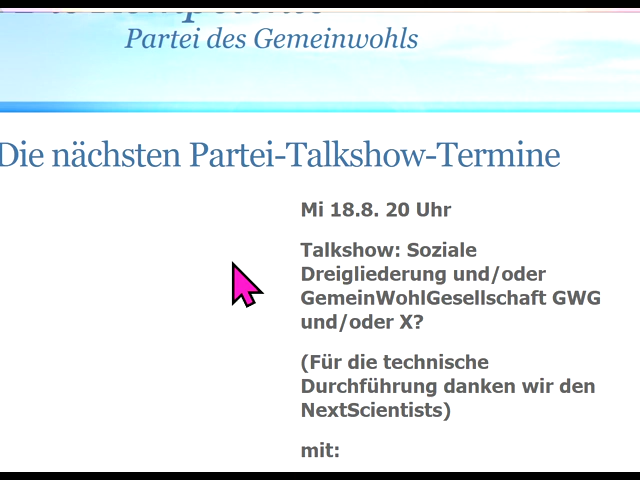 Partei des Gemeinwohls
Die nächsten Partei-Talkshow-Termine
Mi 18.8. 20 Uhr
Talkshow: Soziale
Dreigliederung und/oder
GemeinWohlGesellschaft GWG
und/oder X?
(Für die technische
Durchführung danken wir den
NextScientists)
mit: